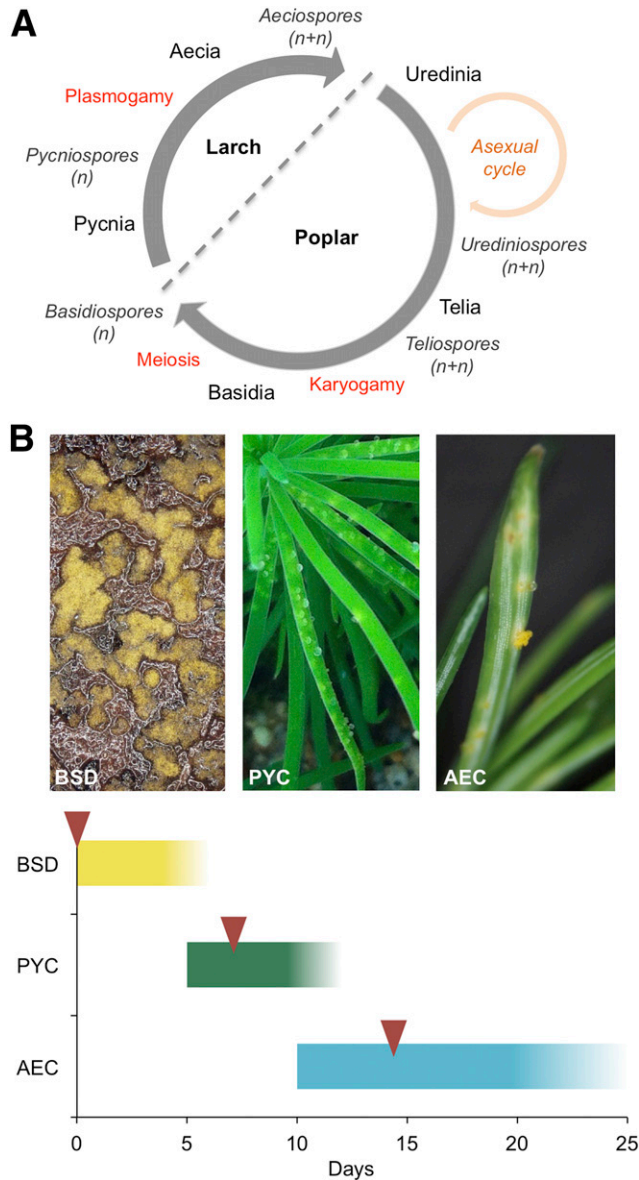 A
Aeciospores
(n+n)
Aecia
Uredinia
Plasmogamy
Larch
Asexual
cycle
Pycniospores
(n)
Pycnia
Poplar
Urediniospores
(n+n)
Basidiospores
(n)
Telia
Teliospores
(n+n)
Meiosis
Karyogamy
Basidia
B
BSD
PYC
AEC
BSD
PYC
AEC
0
5
10
15
20
25
Days